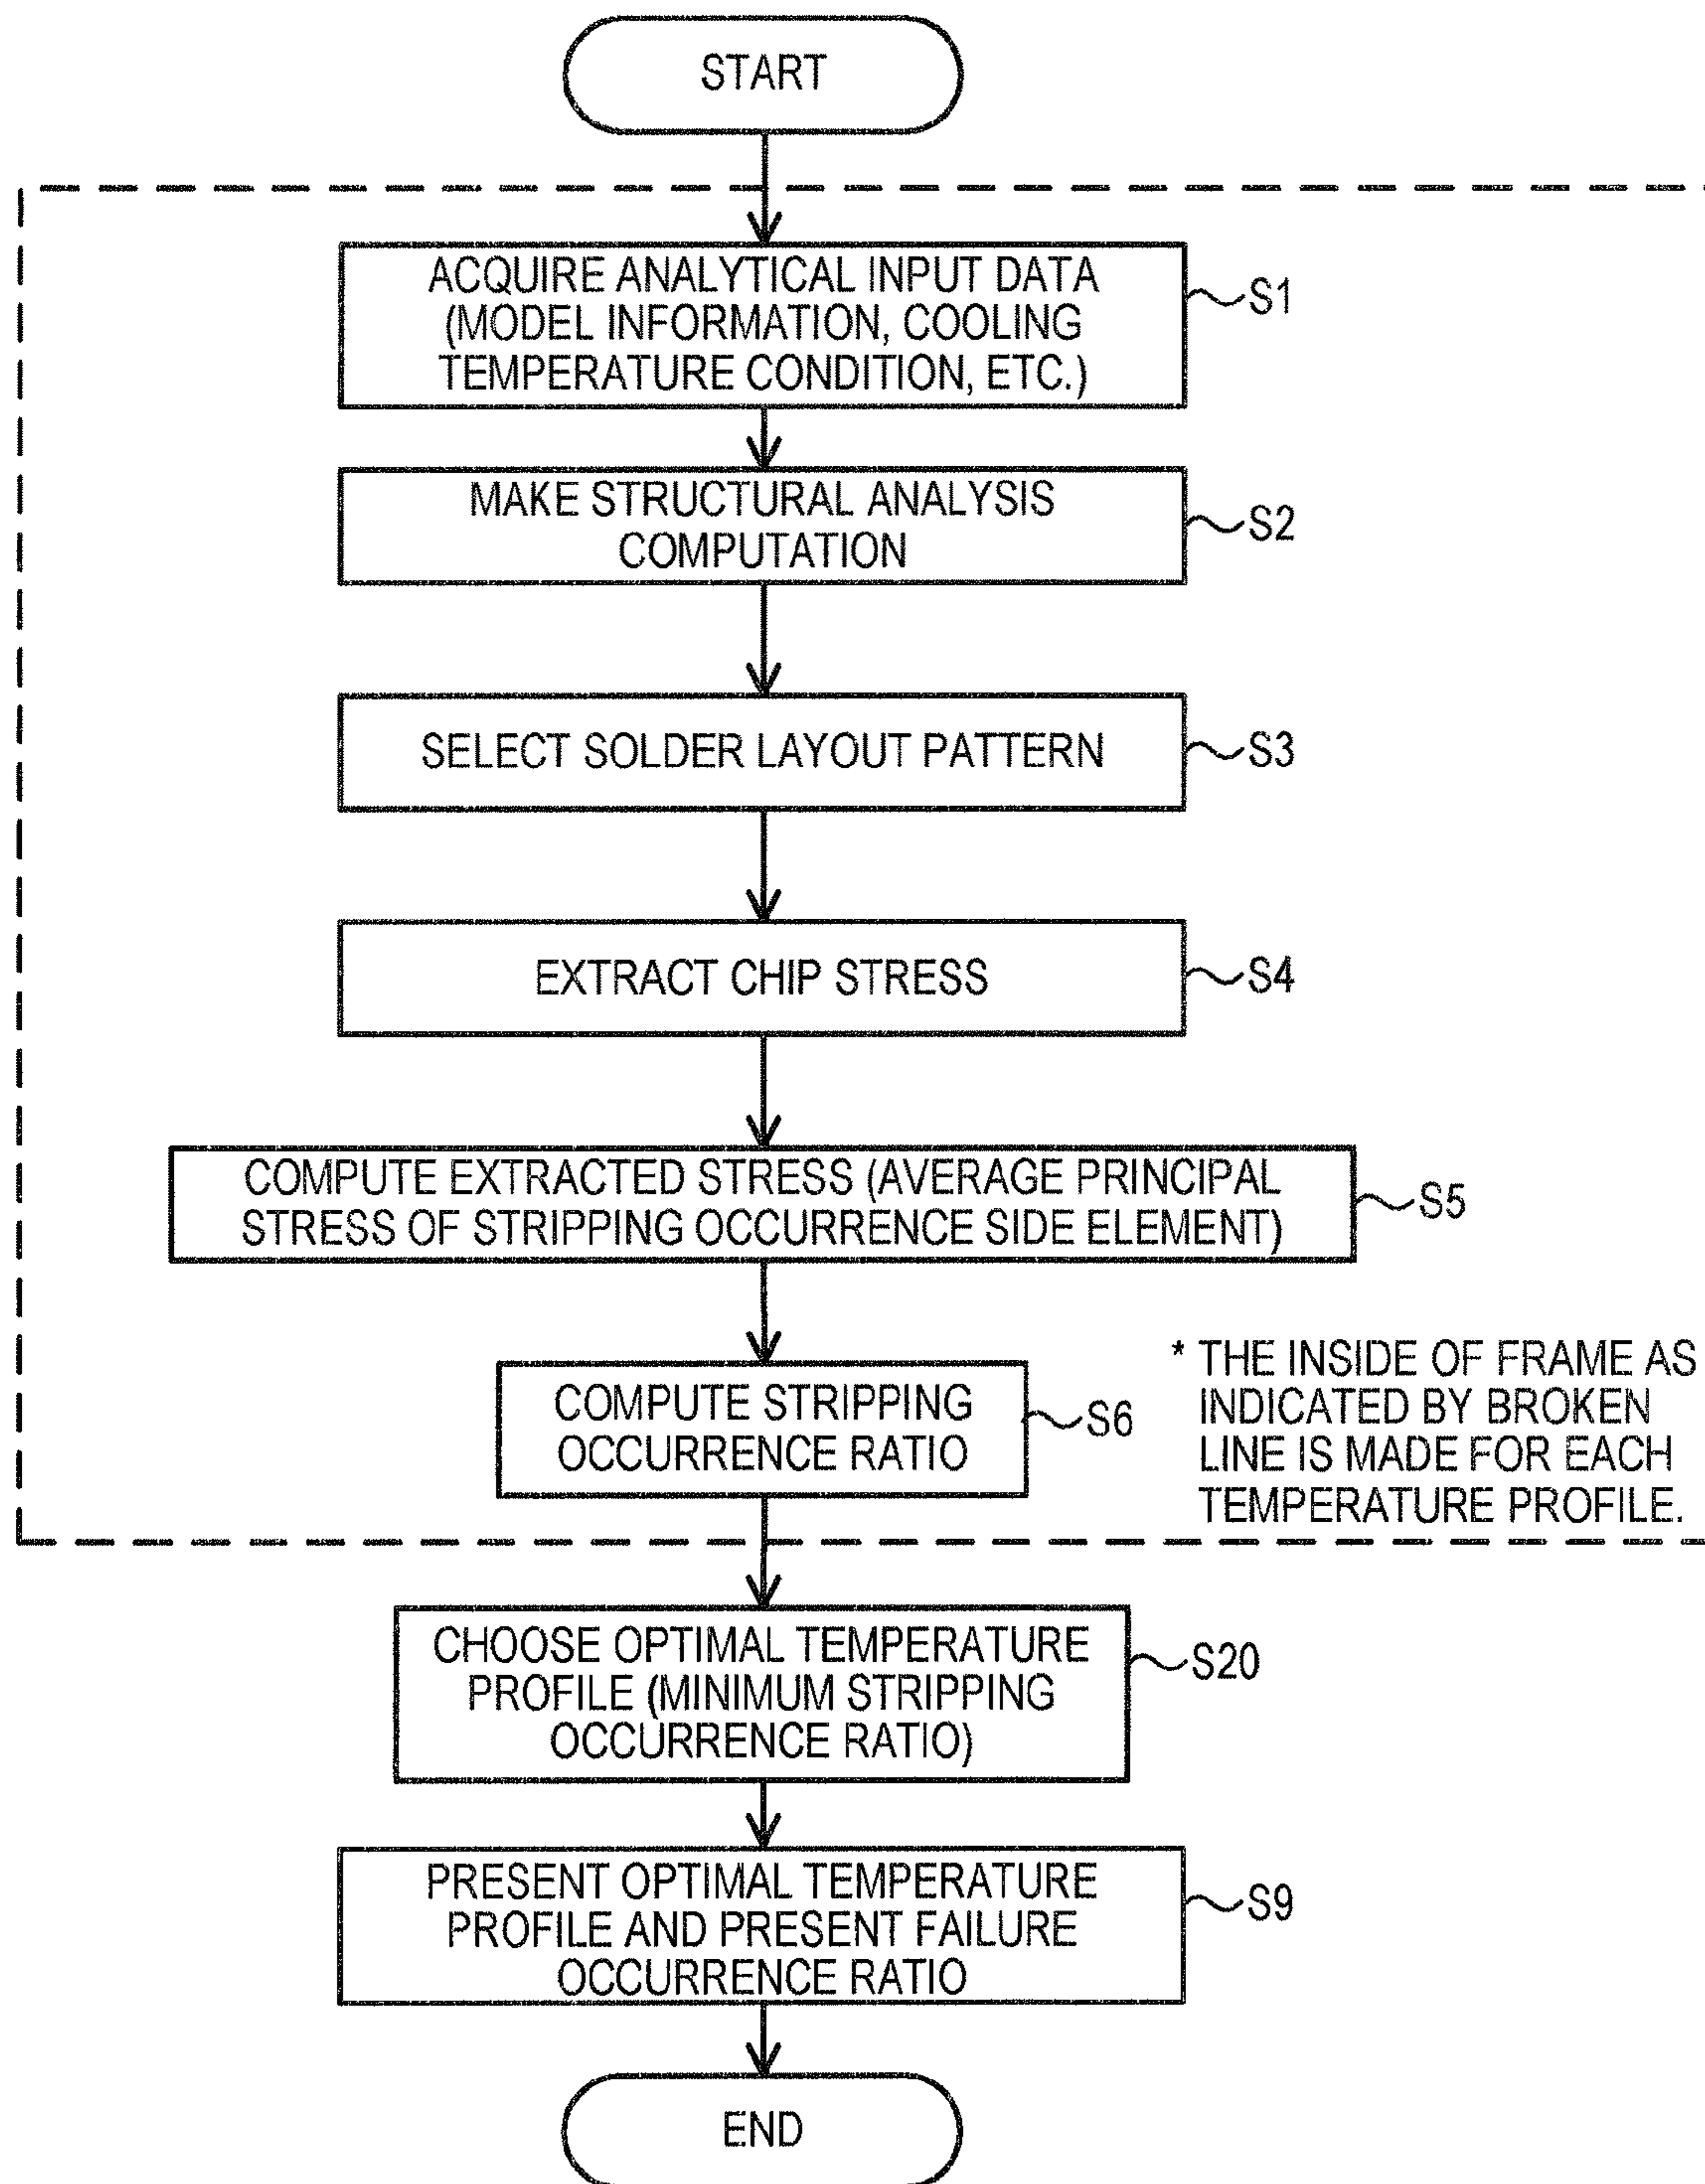 START
ACQUIRE ANALYTICAL INPUT DATA
(MODEL INFORMATION, COOLING
TEMPERATURE CONDITION, ETC.)
S1
MAKE STRUCTURAL ANALYSIS
COMPUTATION
S2
SELECT SOLDER LAYOUT PATTERN
S3
EXTRACT CHIP STRESS
S4
COMPUTE EXTRACTED STRESS (AVERAGE PRINCIPAL
STRESS OF STRIPPING OCCURRENCE SIDE ELEMENT)
S5
COMPUTE STRIPPING
OCCURRENCE RATIO
S6
* THE INSIDE OF FRAME AS
INDICATED BY BROKEN
LINE IS MADE FOR EACH
TEMPERATURE PROFILE.
CHOOSE OPTIMAL TEMPERATURE
PROFILE (MINIMUM STRIPPING
OCCURRENCE RATIO)
S20
PRESENT OPTIMAL TEMPERATURE
PROFILE AND PRESENT FAILURE
OCCURRENCE RATIO
S9
END